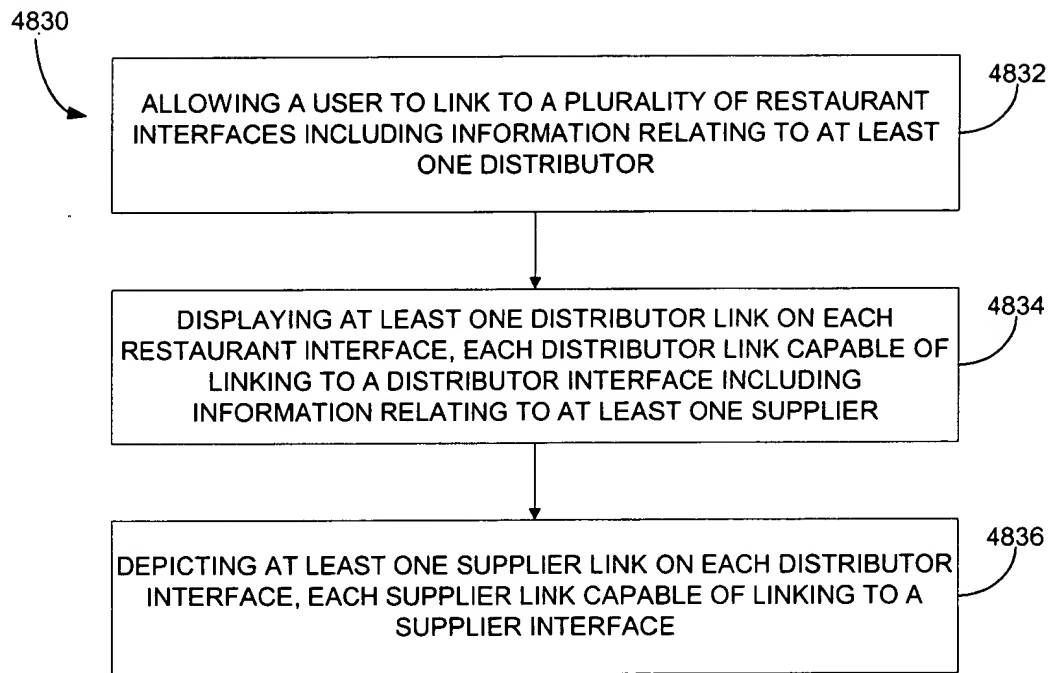 4830
4832
ALLOWING A USER TO LINK TO A PLURALITY OF RESTAURANT
INTERFACES INCLUDING INFORMATION RELATING TO AT LEAST
ONE DISTRIBUTOR
4834
DISPLAYING AT LEAST ONE DISTRIBUTOR LINK ON EACH
RESTAURANT INTERFACE, EACH DISTRIBUTOR LINK CAPABLE OF
LINKING TO A DISTRIBUTOR INTERFACE INCLUDING
INFORMATION RELATING TO AT LEAST ONE SUPPLIER
4836
DEPICTING AT LEAST ONE SUPPLIER LINK ON EACH DISTRIBUTOR
INTERFACE, EACH SUPPLIER LINK CAPABLE OF LINKING TO A
SUPPLIER INTERFACE